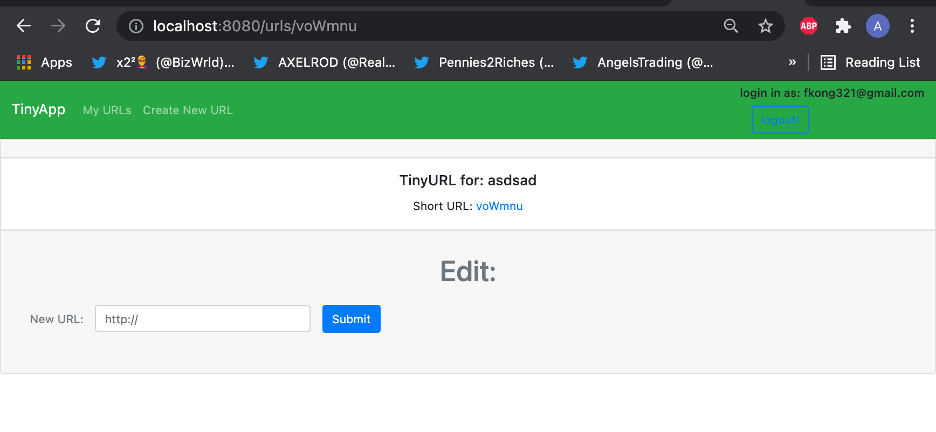 localhost:8080/urls/voWmnu
ABP
A
Apps
x2²🧞 (@BizWrld)...
AXELROD (@Real...
Pennies2Riches (...
AngelsTrading (@...
»
Reading List
TinyApp
My URLs
Create New URL
login in as: fkong321@gmail.com
logout!
TinyURL for: asdsad
Short URL: voWmnu
Edit:
New URL:
http://
Submit